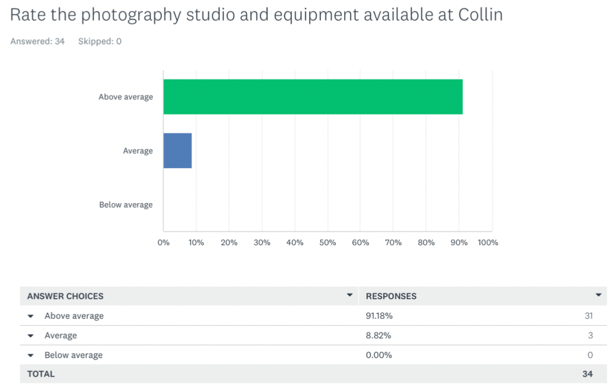 Rate the photography studio and equipment available at Collin
Answered: 34 Skipped: 0
Above average
Average
Below average
0% 10% 20% 30% 40% 50% 60% 70% 80% 90% 100%
ANSWER CHOICES RESPONSES
Above average 91.18% 31
Average 8.82% 3
Below average 0.00% 0
TOTAL 34